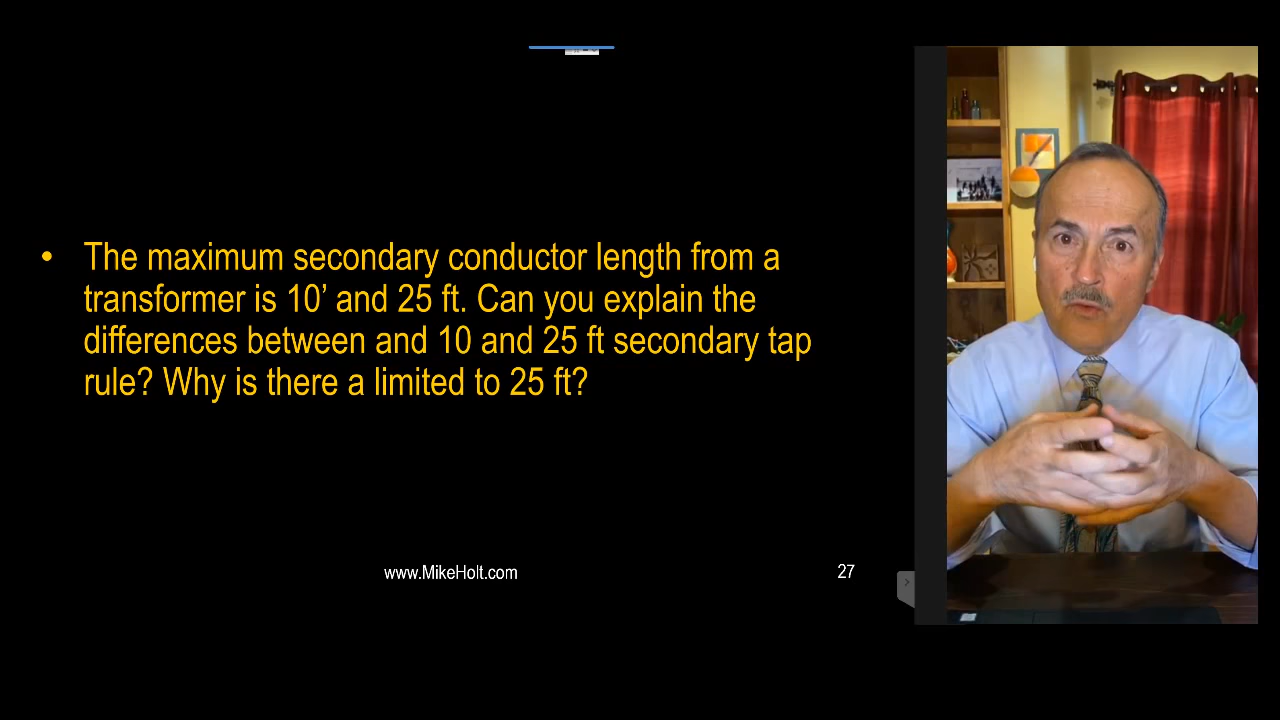 • The maximum secondary conductor length from a
transformer is 10’ and 25 ft. Can you explain the
differences between and 10 and 25 ft secondary tap
rule? Why is there a limited to 25 ft?
www.MikeHolt.com
27